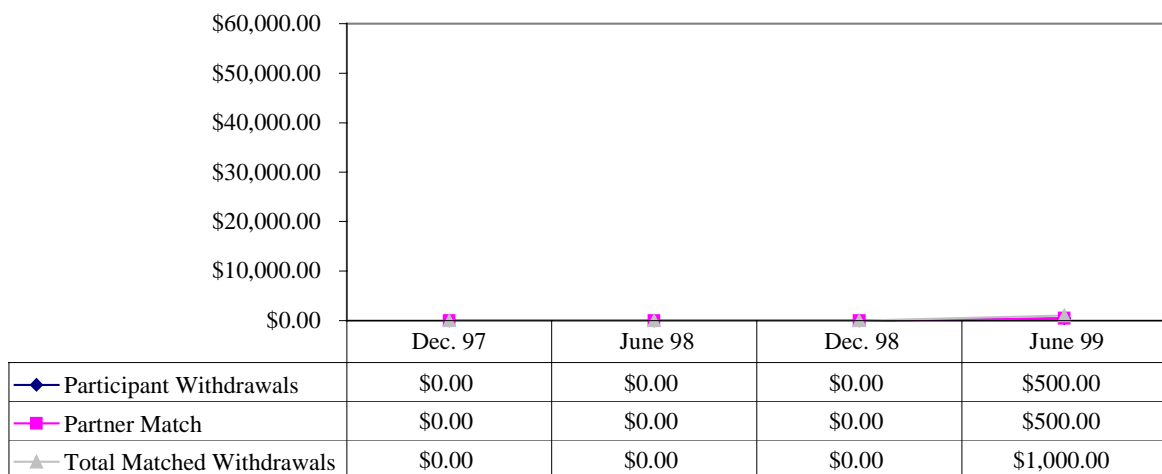 $60,000.00
$50,000.00
$40,000.00
$30,000.00
$20,000.00
$10,000.00
$0.00
Dec. 97 June 98 Dec. 98 June 99
Participant Withdrawals $0.00 $0.00 $0.00 $500.00
Partner Match $0.00 $0.00 $0.00 $500.00
Total Matched Withdrawals $0.00 $0.00 $0.00 $1,000.00